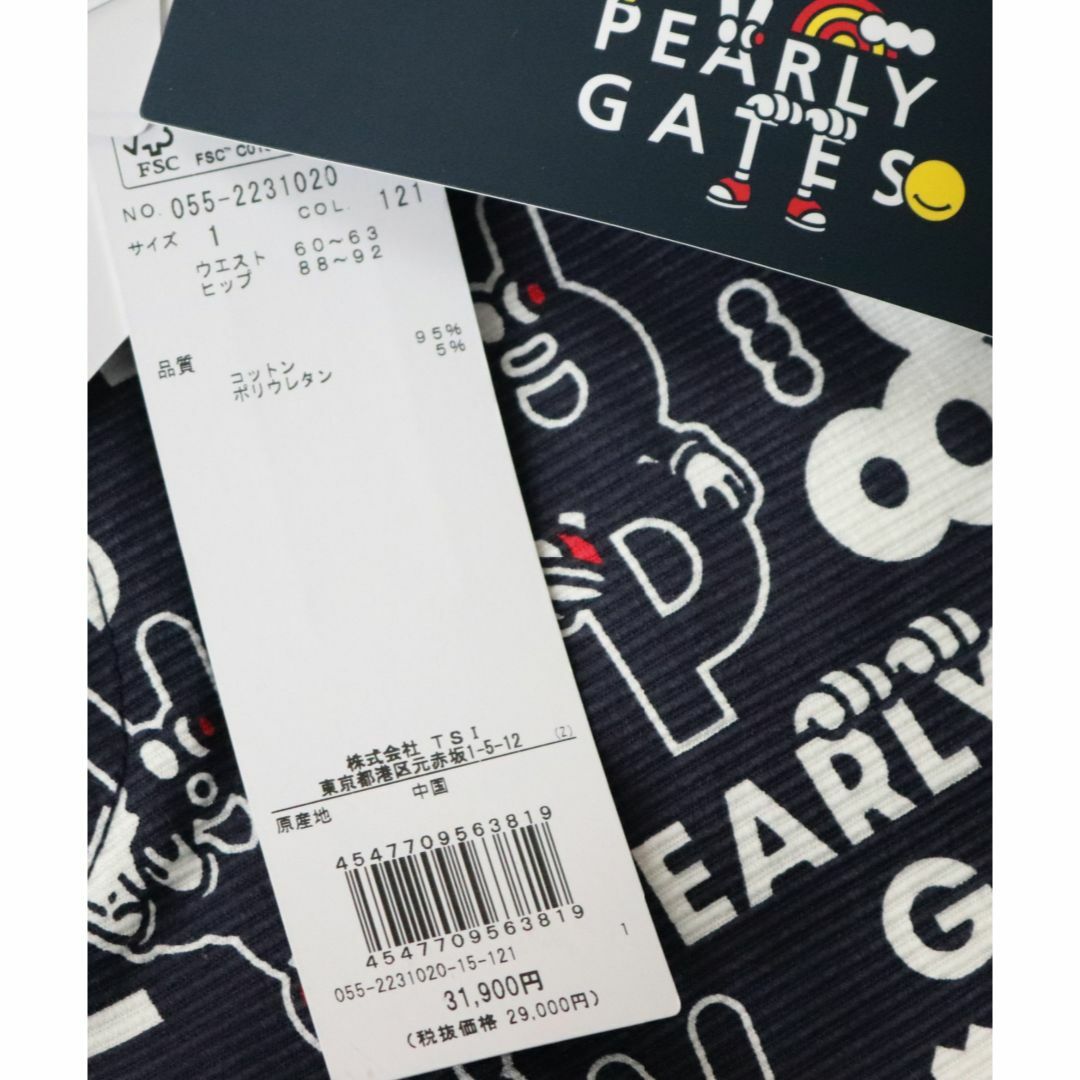 PEARLY
GATES
FSC
FSC™ C01
NO. 055-2231020
COL. 121
サイズ 1
ウエスト 60～63
ヒップ 88～92
品質
コットン 95%
ポリウレタン 5%
株式会社 TSI
東京都港区元赤坂1-5-12 (Z)
原産地 中国
4547709563819
4547709563819
055-2231020-15-121 1
31,900円
(税抜価格 29,000円)
P
EARLY
G